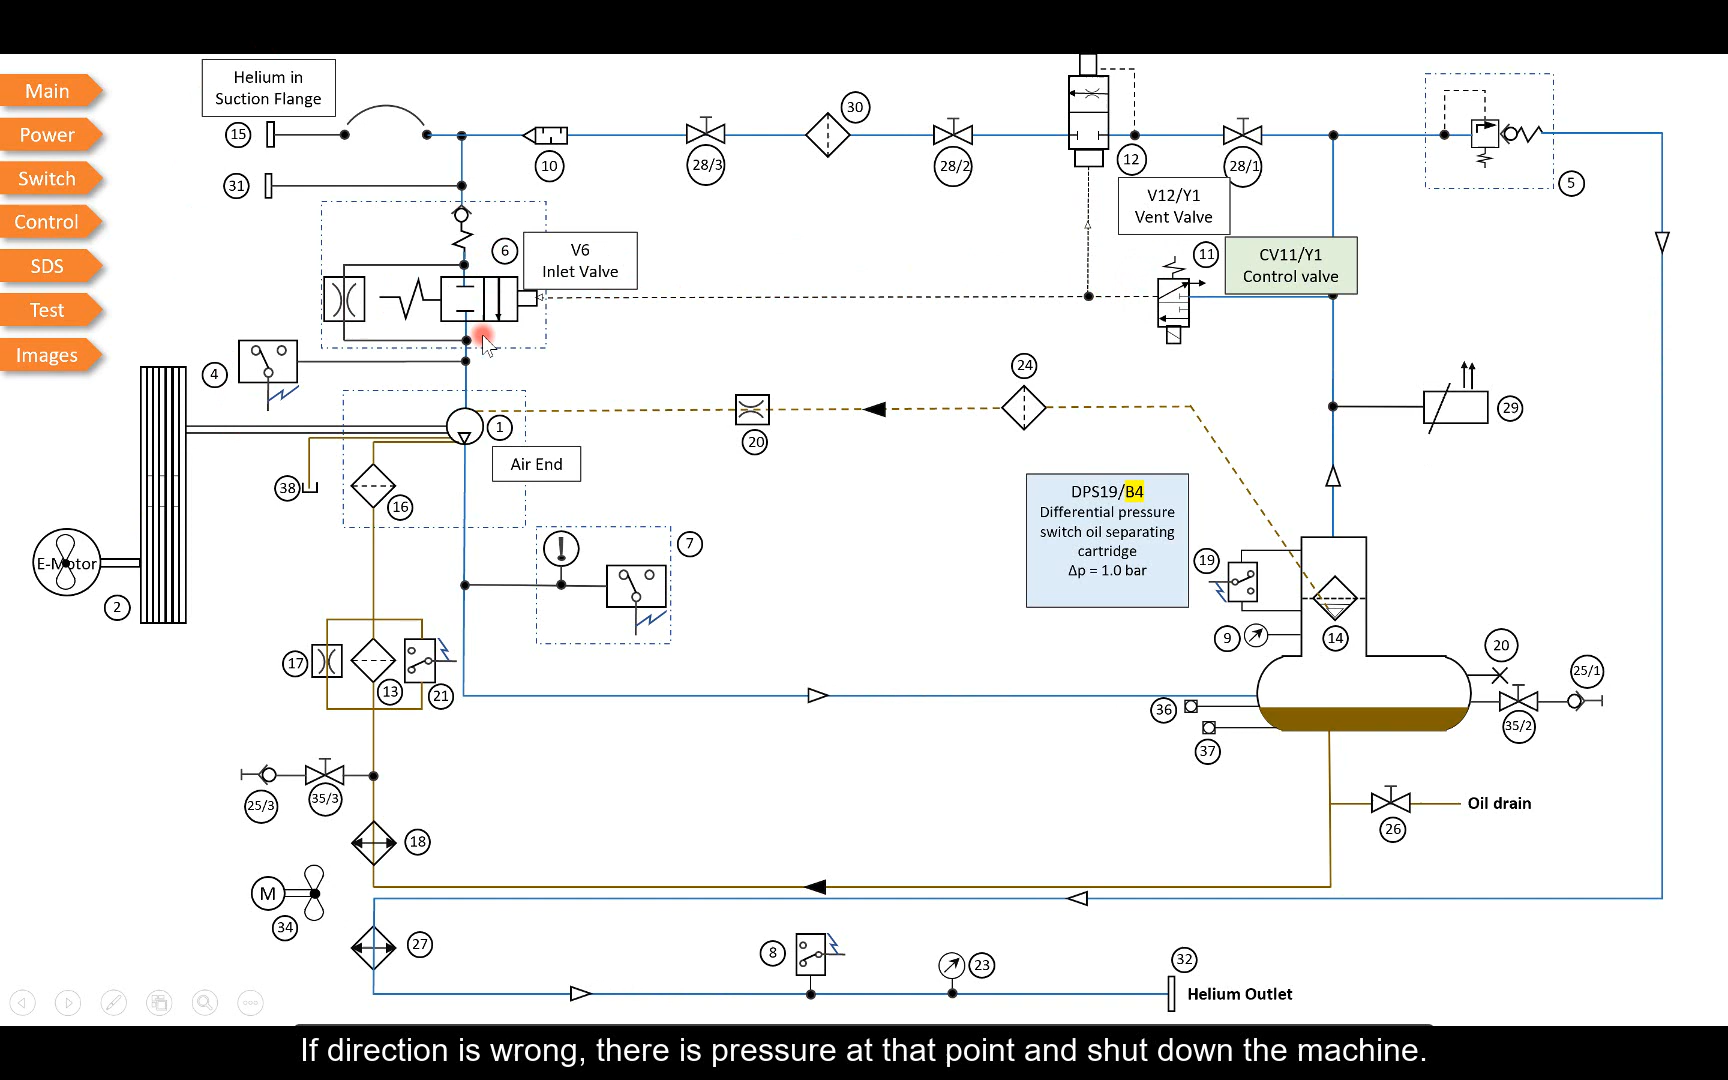 Main
Power
Switch
Control
SDS
Test
Images
Helium in
Suction Flange
15
31
10
28/3
30
28/2
12
28/1
5
V12/Y1
Vent Valve
6
V6
Inlet Valve
11
CV11/Y1
Control valve
4
1
Air End
20
24
29
38
16
7
E-Motor
2
DPS19/B4
Differential pressure
switch oil separating
cartridge
Δp = 1.0 bar
19
9
14
20
25/1
35/2
36
37
17
13
21
25/3
35/3
18
26
Oil drain
M
34
27
8
23
32
Helium Outlet
If direction is wrong, there is pressure at that point and shut down the machine.